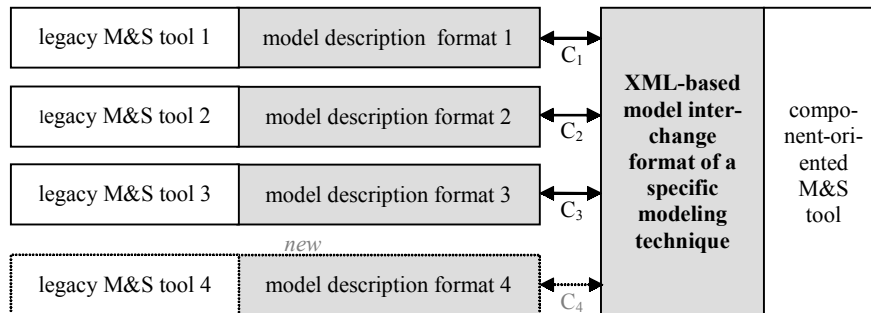 legacy M&S tool 1 model description format 1
C1
legacy M&S tool 2 model description format 2
C2
legacy M&S tool 3 model description format 3
C3
new
legacy M&S tool 4 model description format 4
C4
XML-based
model inter-
change
format of a
specific
modeling
technique
compo-
nent-ori-
ented
M&S
tool